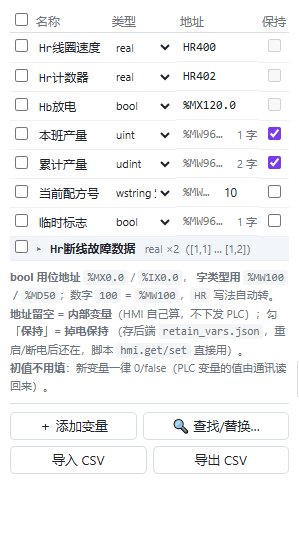 名称 类型 地址 保持
Hr线圈速度 real HR400
Hr计数器 real HR402
Hb放电 bool %MX120.0
本班产量 uint %MW96... 1 字
累计产量 udint %MW96... 2 字
当前配方号 wstring %MW... 10
临时标志 bool %MW96... 1 字
▸ Hr断线故障数据 real ×2 ([1,1] … [1,2])
bool 用位地址 %MX0.0 / %IX0.0 , 字类型用 %MW100
/ %MD50 ; 数字 100 = %MW100 , HR 写法自动转。
地址留空 = 内部变量（HMI 自己算，不下发 PLC）；勾
「保持」= 掉电保持 （存后端 retain_vars.json，重
启/断电后还在，脚本 hmi.get/set 直接用）。
初值不用填：新变量一律 0/false（PLC 变量的值由通讯读
回来）。
+ 添加变量 🔍 查找/替换...
导入 CSV 导出 CSV